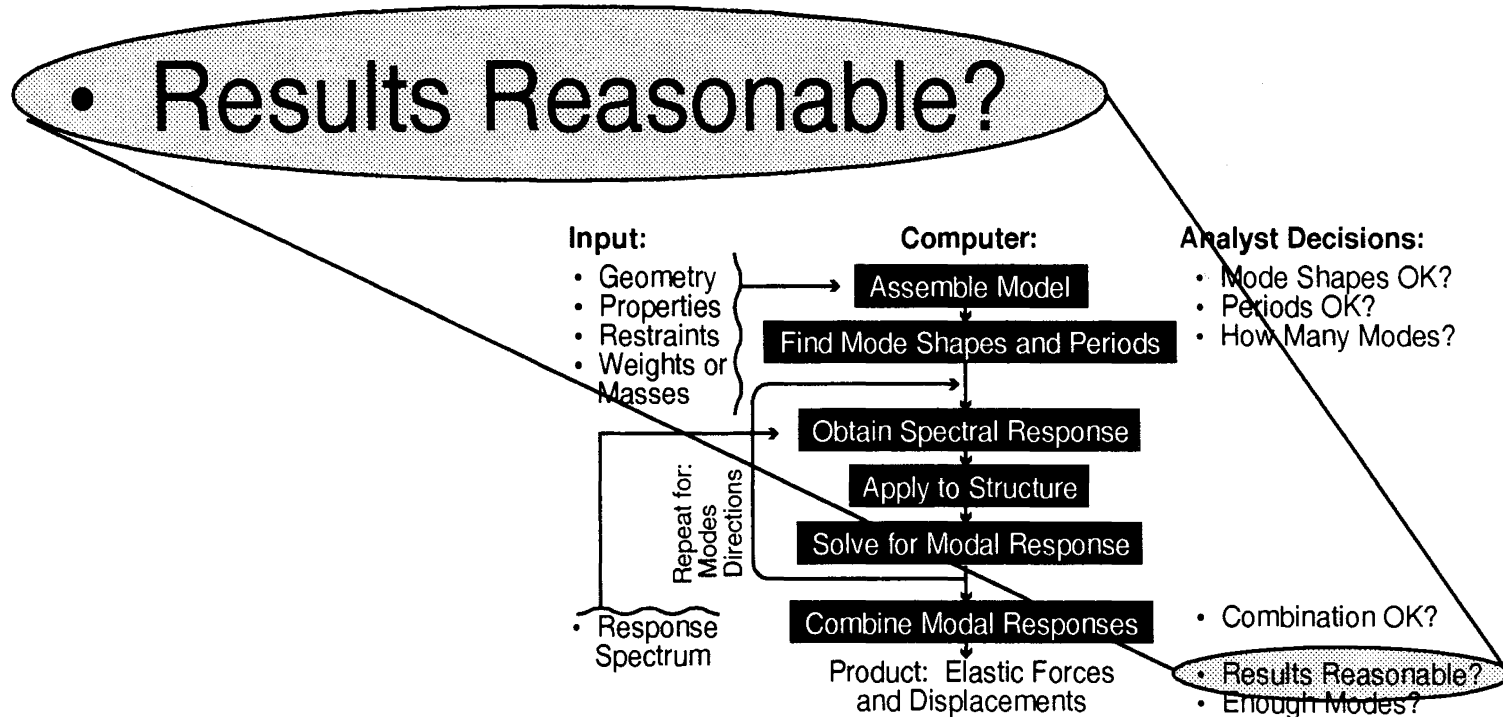 • Results Reasonable?
Input:
• Geometry
• Properties
• Restraints
• Weights or
Masses
• Response
Spectrum
Repeat for:
Modes
Directions
Computer:
Assemble Model
Find Mode Shapes and Periods
Obtain Spectral Response
Apply to Structure
Solve for Modal Response
Combine Modal Responses
Product: Elastic Forces
and Displacements
Analyst Decisions:
• Mode Shapes OK?
• Periods OK?
• How Many Modes?
• Combination OK?
• Results Reasonable?
• Enough Modes?